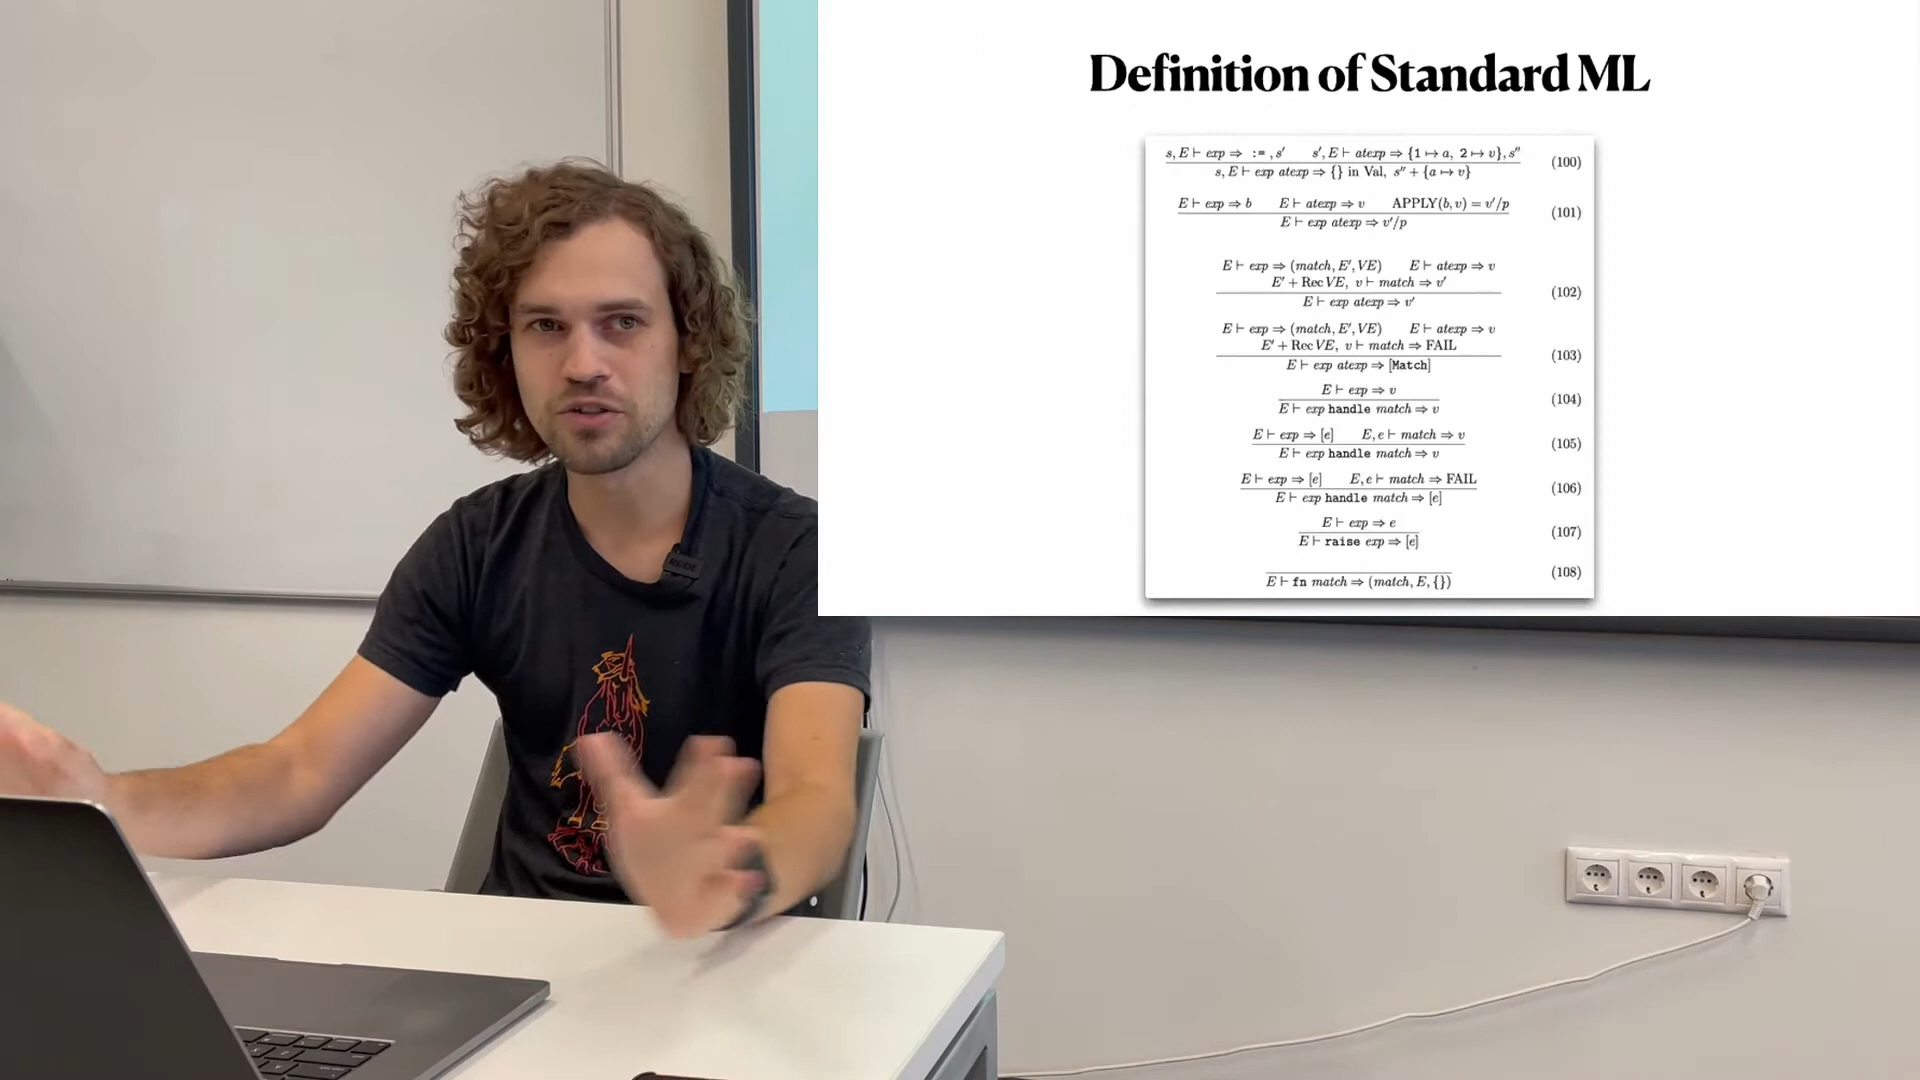 Definition of Standard ML
s, E ⊢ exp ⇒ := , s′ s′, E ⊢ atexp ⇒ {1 ↦ a, 2 ↦ v}, s″
s, E ⊢ exp atexp ⇒ {} in Val, s″ + {a ↦ v}
(100)
E ⊢ exp ⇒ b E ⊢ atexp ⇒ v APPLY(b, v) = v′/p
E ⊢ exp atexp ⇒ v′/p
(101)
E ⊢ exp ⇒ (match, E′, VE) E ⊢ atexp ⇒ v
E′ + Rec VE, v ⊢ match ⇒ v′
E ⊢ exp atexp ⇒ v′
(102)
E ⊢ exp ⇒ (match, E′, VE) E ⊢ atexp ⇒ v
E′ + Rec VE, v ⊢ match ⇒ FAIL
E ⊢ exp atexp ⇒ [Match]
(103)
E ⊢ exp ⇒ v
E ⊢ exp handle match ⇒ v
(104)
E ⊢ exp ⇒ [e] E, e ⊢ match ⇒ v
E ⊢ exp handle match ⇒ v
(105)
E ⊢ exp ⇒ [e] E, e ⊢ match ⇒ FAIL
E ⊢ exp handle match ⇒ [e]
(106)
E ⊢ exp ⇒ e
E ⊢ raise exp ⇒ [e]
(107)
E ⊢ fn match ⇒ (match, E, {})
(108)